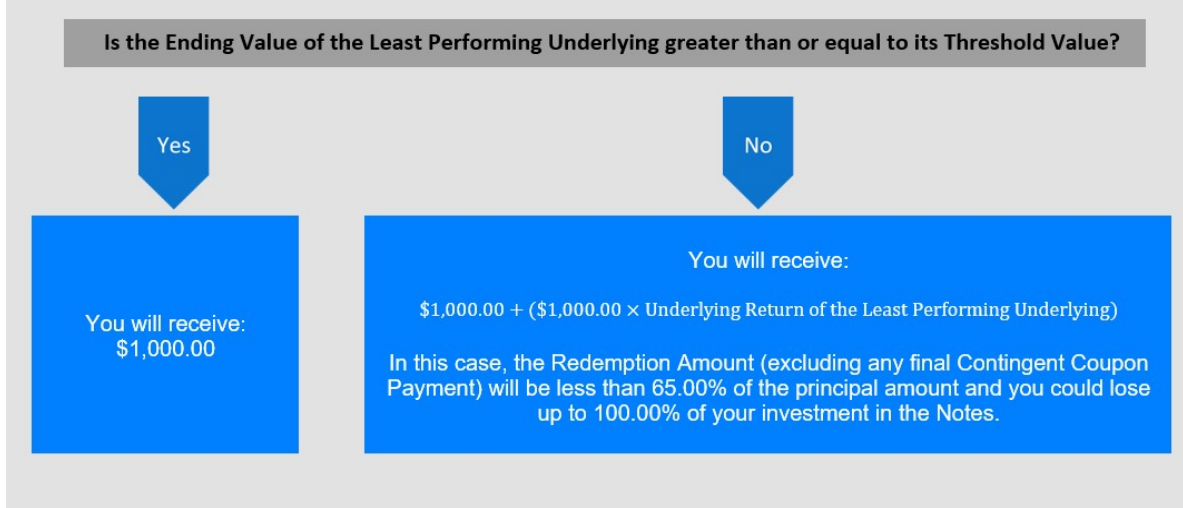 Is the Ending Value of the Least Performing Underlying greater than or equal to its Threshold Value?
Yes
No
You will receive:
$1,000.00
You will receive:
$1,000.00 + ($1,000.00 × Underlying Return of the Least Performing Underlying)
In this case, the Redemption Amount (excluding any final Contingent Coupon
Payment) will be less than 65.00% of the principal amount and you could lose
up to 100.00% of your investment in the Notes.